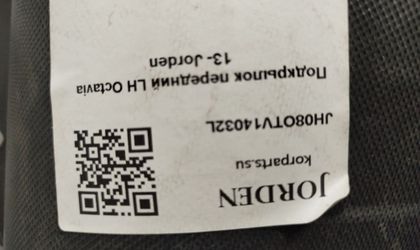 JORDEN
korparts.su
JH08OTV14032L
Подкрылок передний LH Octavia
13- Jorden